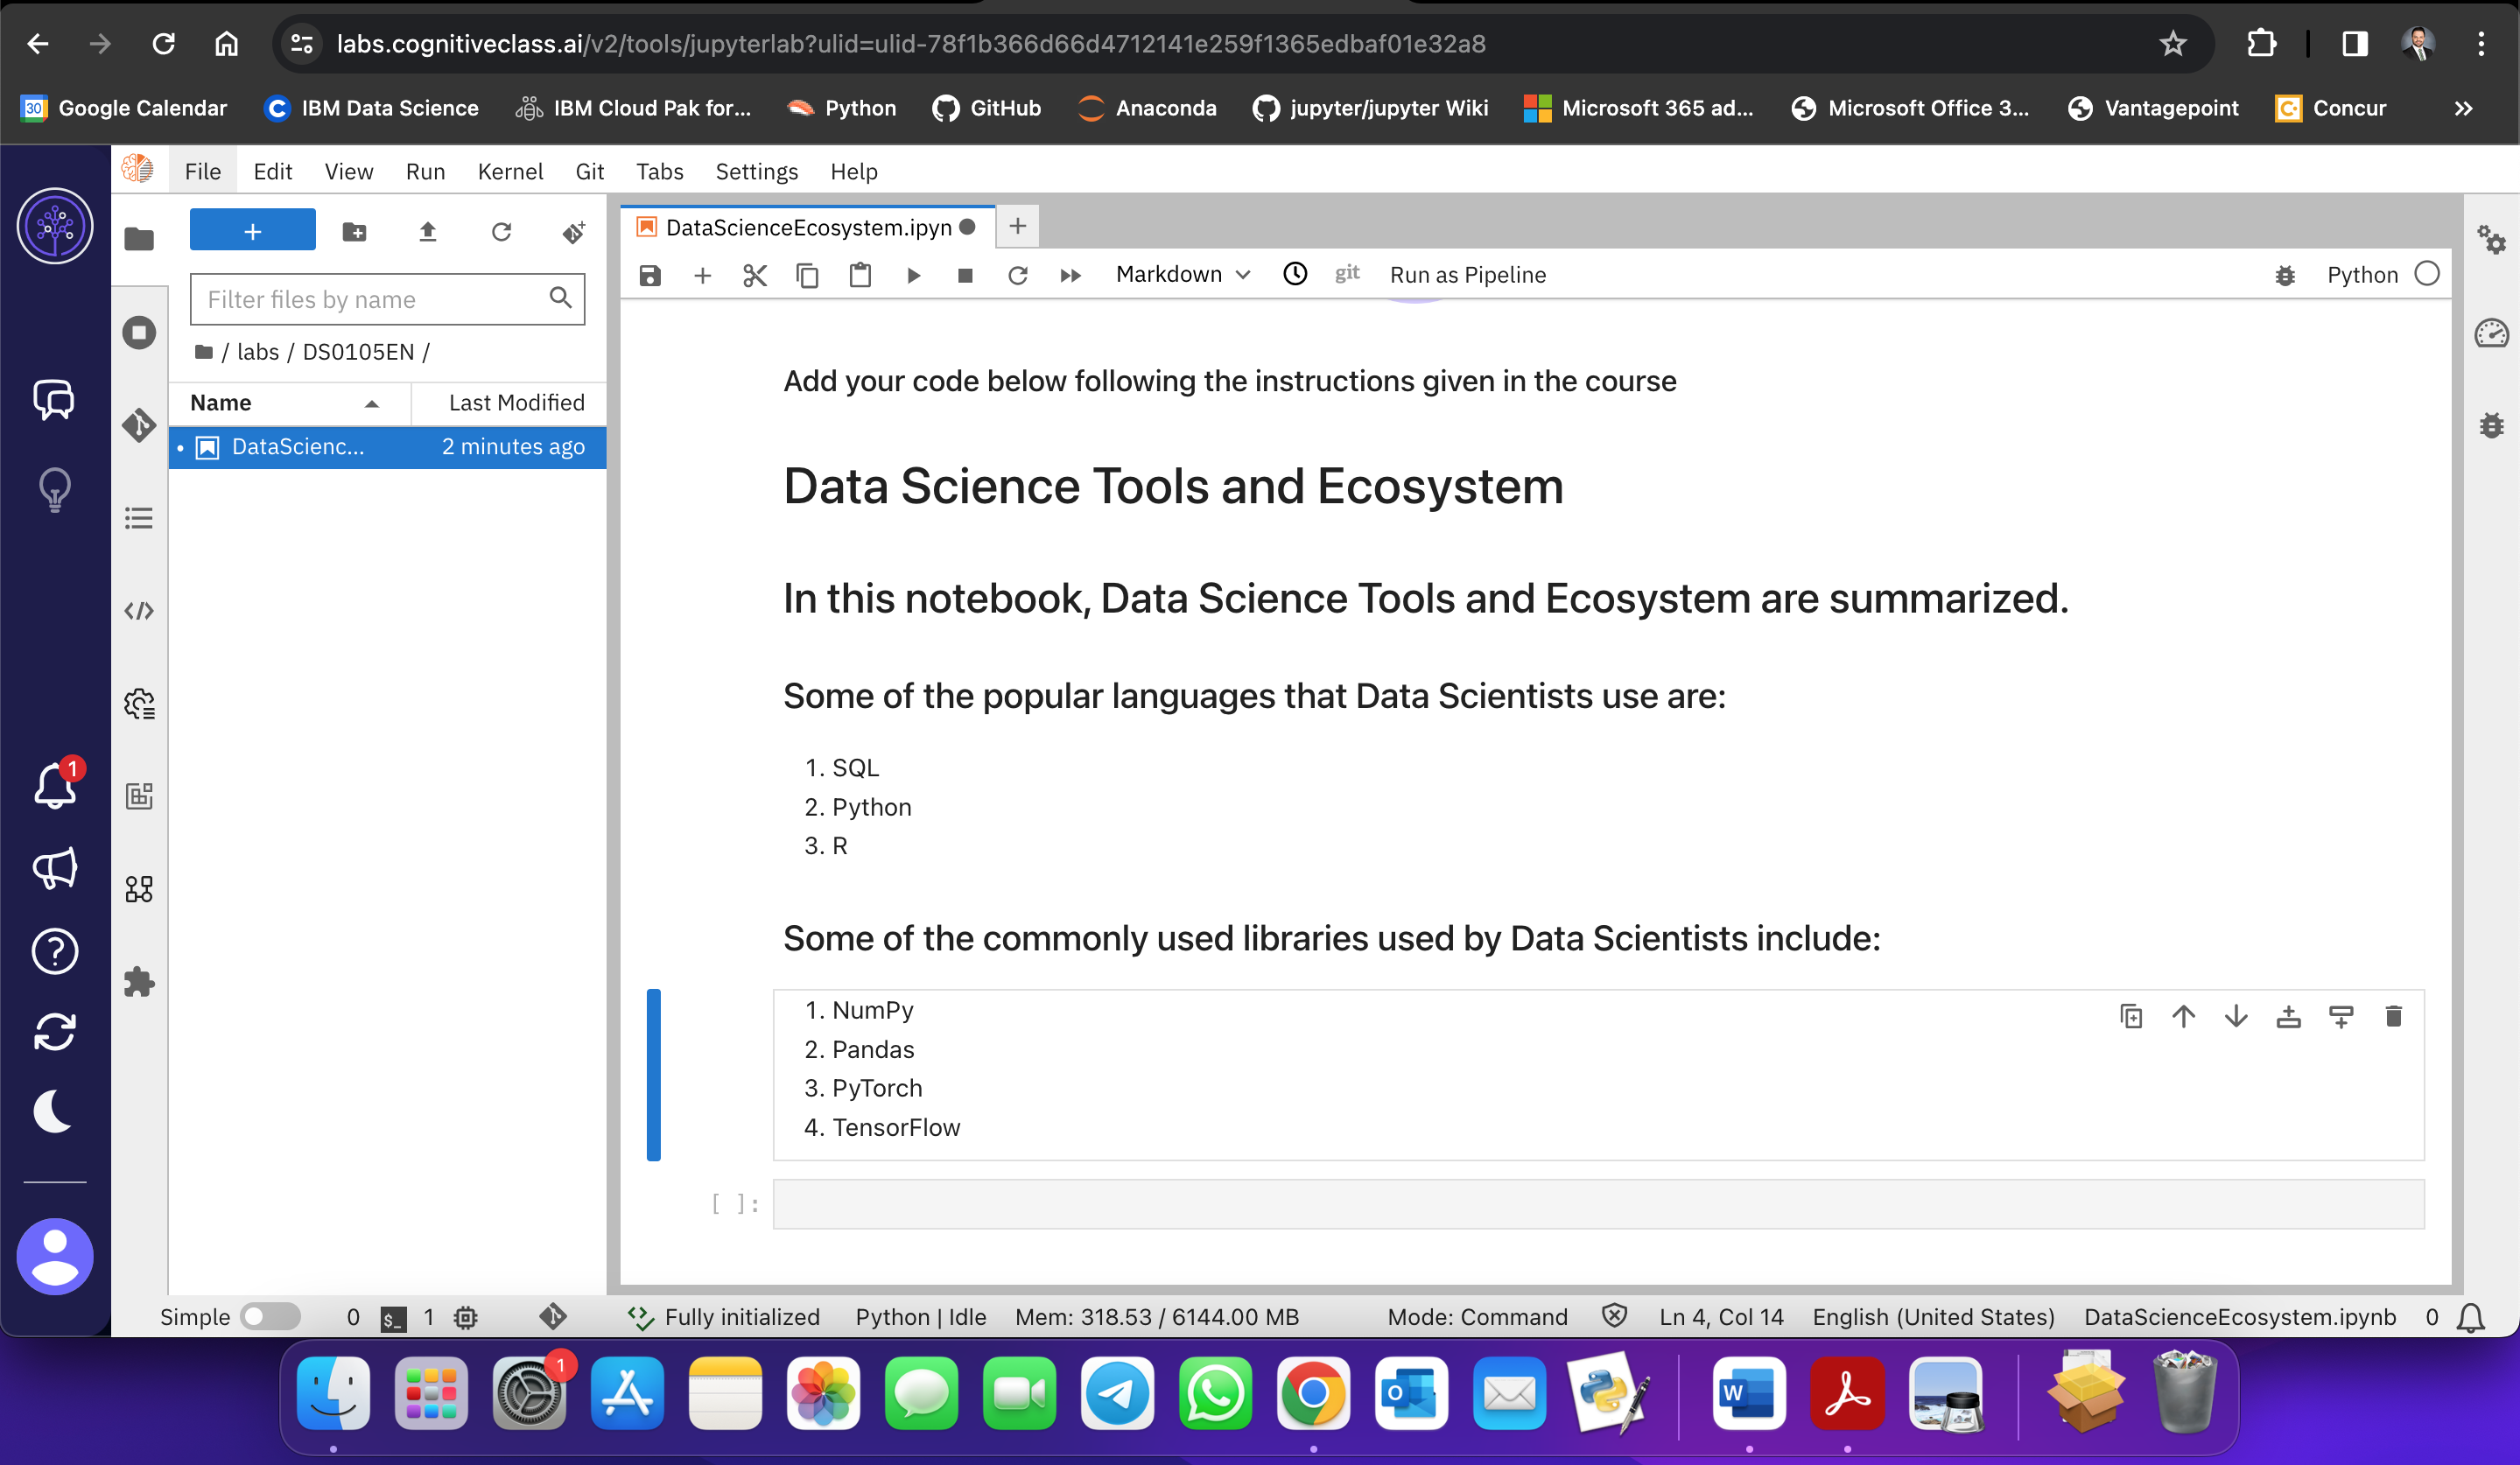 labs.cognitiveclass.ai/v2/tools/jupyterlab?ulid=ulid-78f1b366d66d4712141e259f1365edbaf01e32a8
30 Google Calendar C IBM Data Science IBM Cloud Pak for... Python GitHub Anaconda jupyter/jupyter Wiki Microsoft 365 ad... Microsoft Office 3... Vantagepoint C Concur »
File Edit View Run Kernel Git Tabs Settings Help
+
Filter files by name
/ labs / DS0105EN /
Name Last Modified
DataScienc... 2 minutes ago
1
DataScienceEcosystem.ipyn
Markdown git Run as Pipeline Python
Add your code below following the instructions given in the course
Data Science Tools and Ecosystem
In this notebook, Data Science Tools and Ecosystem are summarized.
Some of the popular languages that Data Scientists use are:
1. SQL
2. Python
3. R
Some of the commonly used libraries used by Data Scientists include:
1. NumPy
2. Pandas
3. PyTorch
4. TensorFlow
[ ]:
Simple 0 $_ 1 Fully initialized Python | Idle Mem: 318.53 / 6144.00 MB Mode: Command Ln 4, Col 14 English (United States) DataScienceEcosystem.ipynb 0
1
O
W